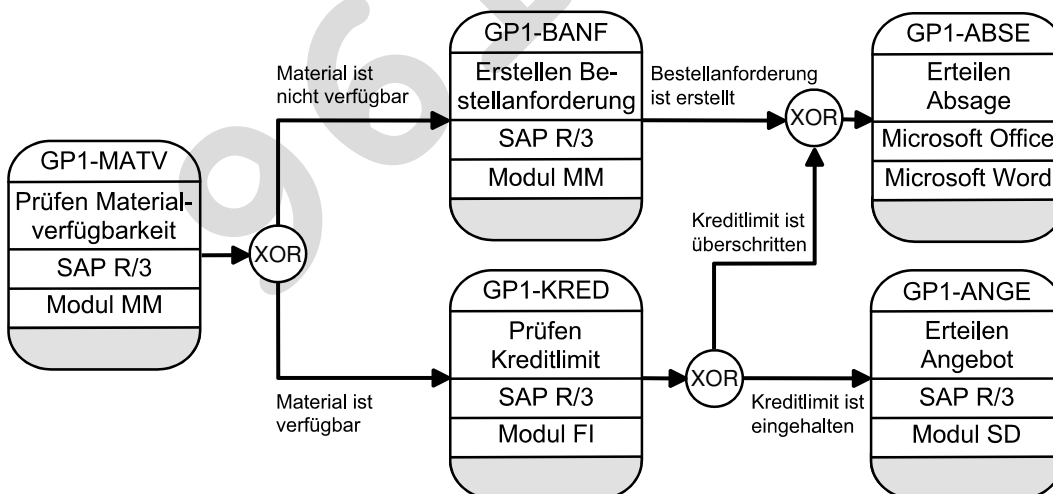 GP1-MATV
Prüfen Material-
verfügbarkeit
SAP R/3
Modul MM
XOR
Material ist
nicht verfügbar
Material ist
verfügbar
GP1-BANF
Erstellen Be-
stellanforderung
SAP R/3
Modul MM
Bestellanforderung
ist erstellt
XOR
GP1-ABSE
Erteilen
Absage
Microsoft Office
Microsoft Word
GP1-KRED
Prüfen
Kreditlimit
SAP R/3
Modul FI
XOR
Kreditlimit ist
überschritten
Kreditlimit ist
eingehalten
GP1-ANGE
Erteilen
Angebot
SAP R/3
Modul SD